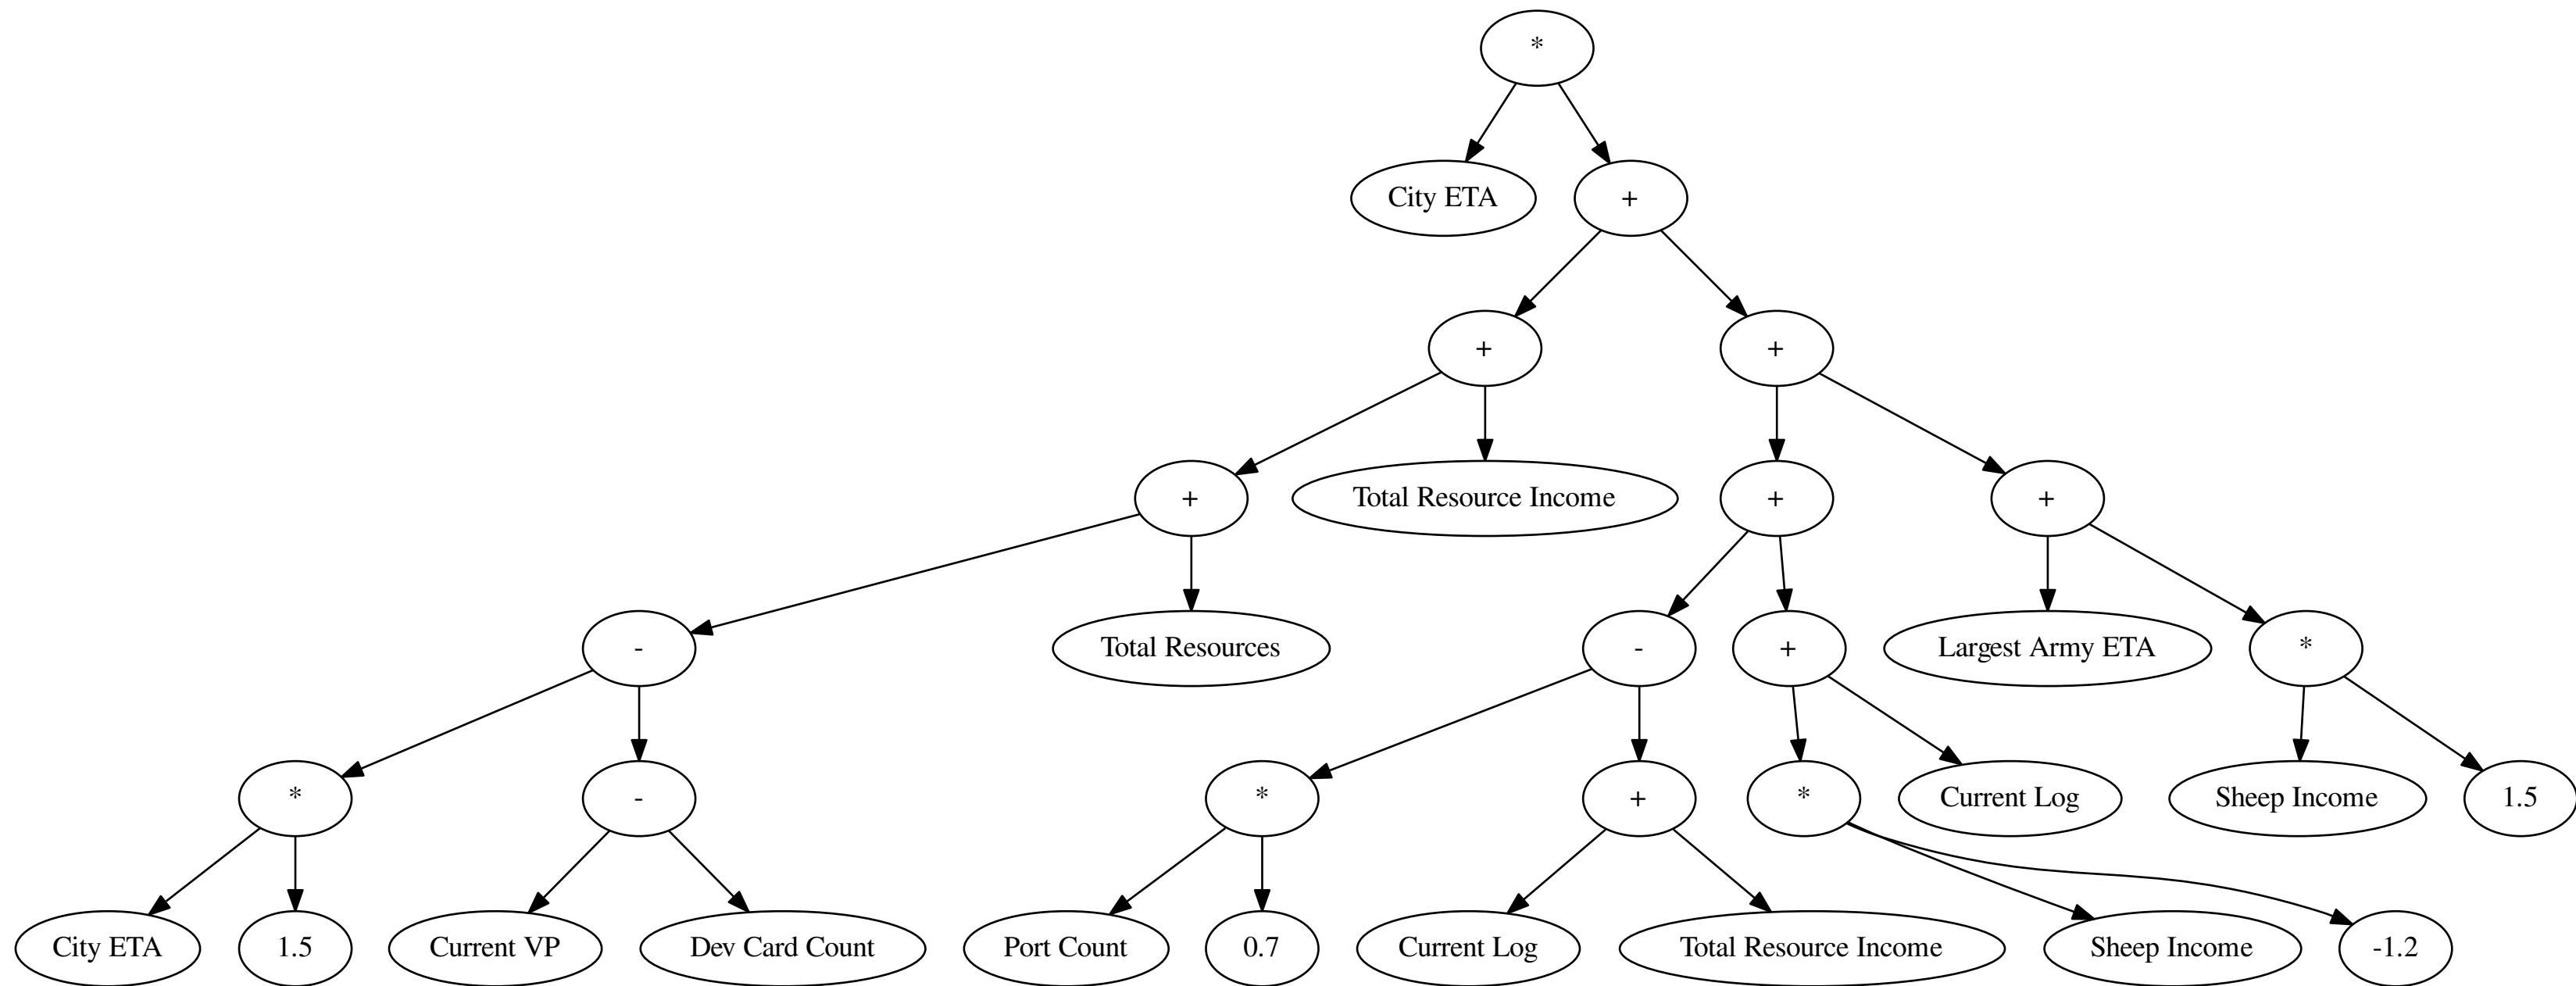 *
City ETA
+
+
+
+
Total Resource Income
+
+
-
Total Resources
-
+
Largest Army ETA
*
*
-
*
+
*
Current Log
Sheep Income
1.5
City ETA
1.5
Current VP
Dev Card Count
Port Count
0.7
Current Log
Total Resource Income
Sheep Income
-1.2